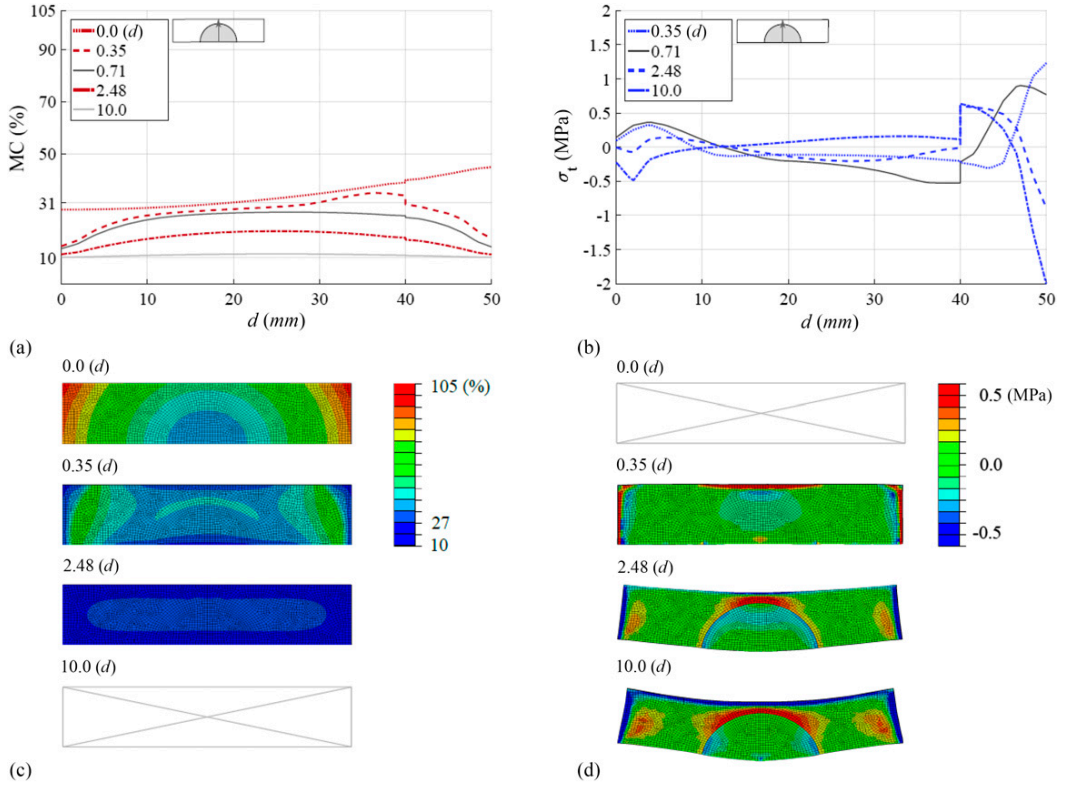 105
90
70
50
31
10
MC (%)
0.0 (d)
0.35
0.71
2.48
10.0
0 10 20 30 40 50
d (mm)
(a)
2
1.5
1
0.5
0
-0.5
-1
-1.5
-2
σt (MPa)
0.35 (d)
0.71
2.48
10.0
0 10 20 30 40 50
d (mm)
(b)
0.0 (d)
105 (%)
0.35 (d)
27
10
2.48 (d)
10.0 (d)
(c)
0.0 (d)
0.5 (MPa)
0.35 (d)
0.0
-0.5
2.48 (d)
10.0 (d)
(d)